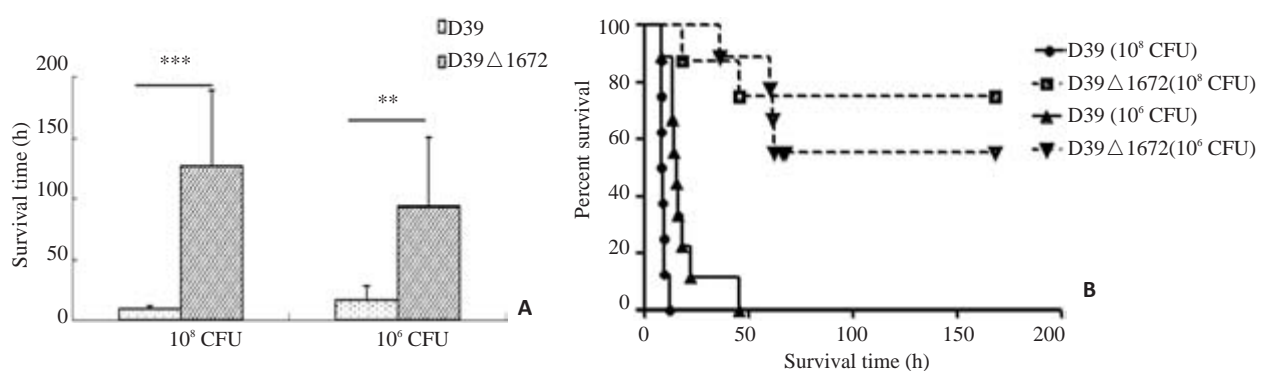 D39
D39△1672
200
150
100
50
0
Survival time (h)
***
**
10⁸ CFU
10⁶ CFU
A
100
80
60
40
20
0
Percent survival
0
50
100
150
200
Survival time (h)
D39 (10⁸ CFU)
D39△1672(10⁸ CFU)
D39 (10⁶ CFU)
D39△1672(10⁶ CFU)
B